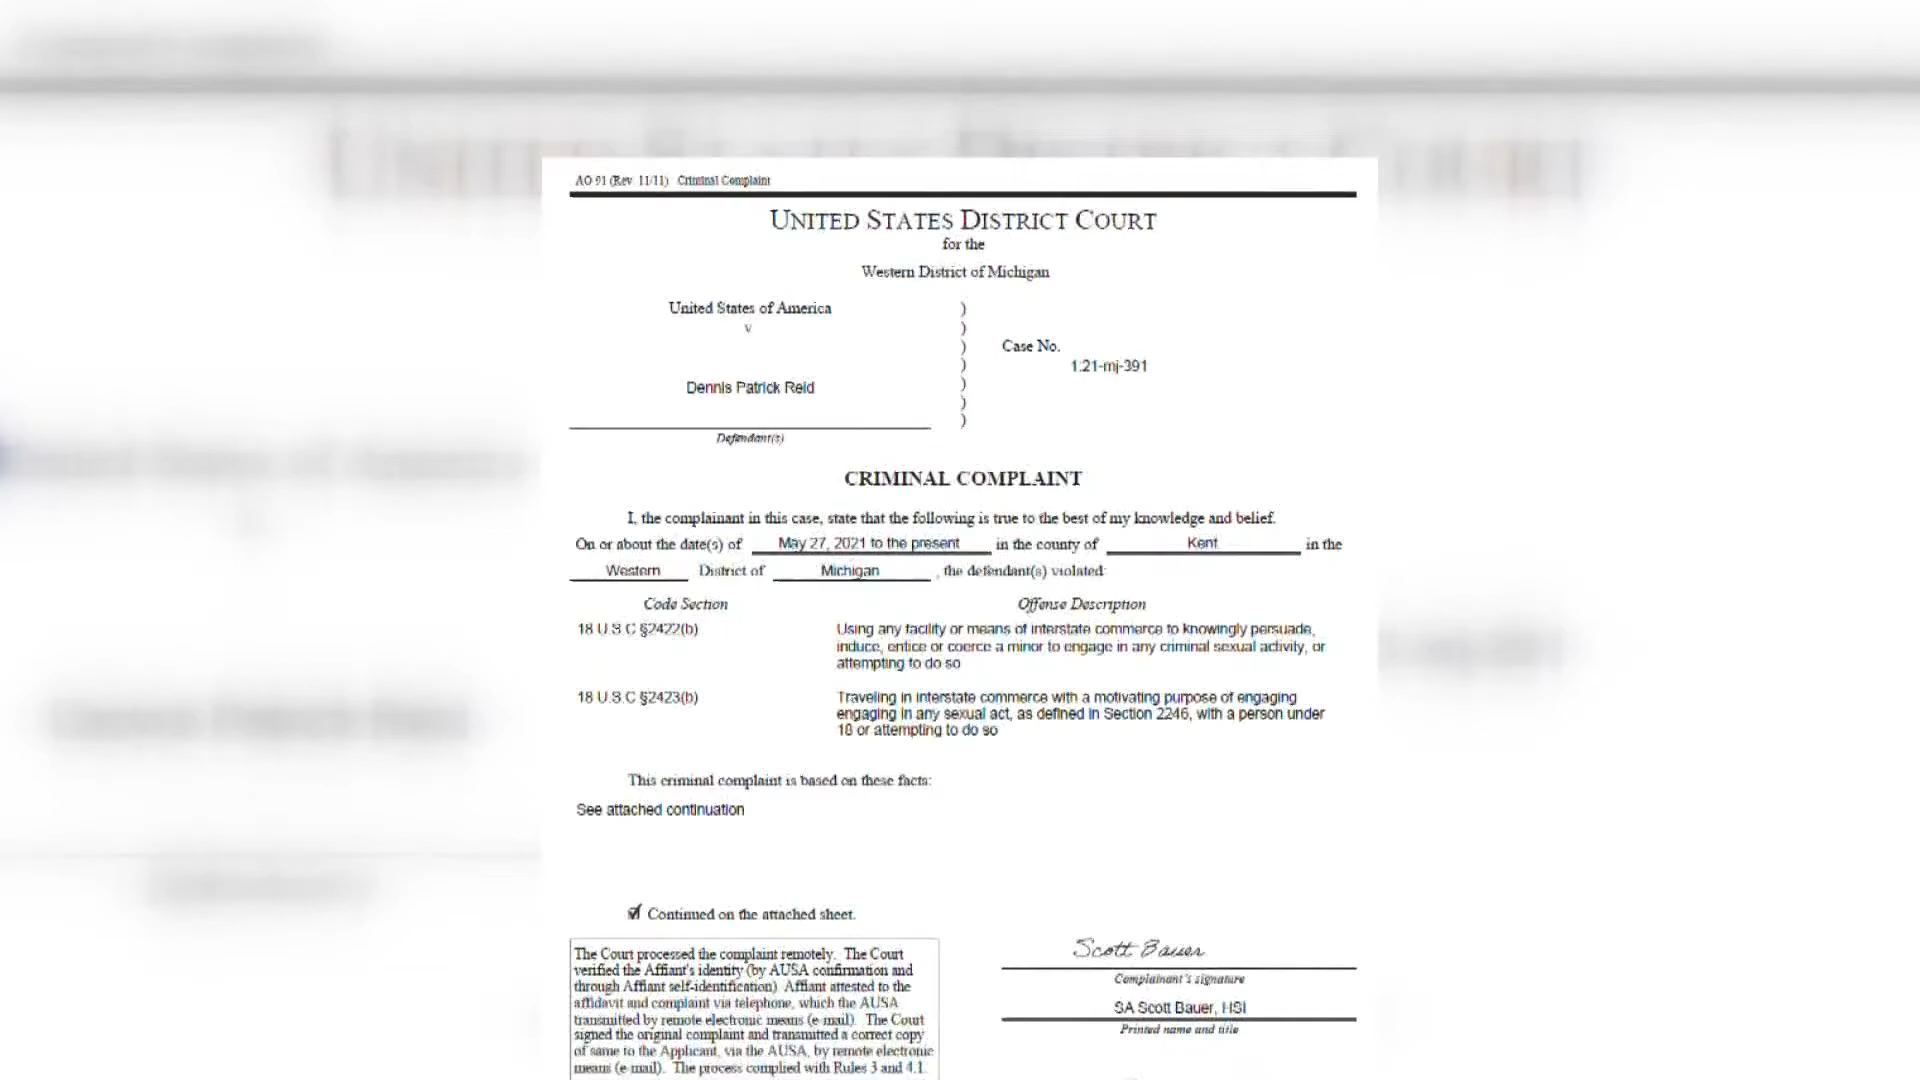 AO 91 (Rev. 11/11) Criminal Complaint
UNITED STATES DISTRICT COURT
for the
Western District of Michigan
United States of America
v
Dennis Patrick Reid
Defendant(s)
)
)
)
)
)
)
)
Case No.
1:21-mj-391
CRIMINAL COMPLAINT
I, the complainant in this case, state that the following is true to the best of my knowledge and belief.
On or about the date(s) of May 27, 2021 to the present in the county of Kent in the
Western District of Michigan , the defendant(s) violated:
Code Section Offense Description
18 U.S.C §2422(b) Using any facility or means of interstate commerce to knowingly persuade,
induce, entice or coerce a minor to engage in any criminal sexual activity, or
attempting to do so
18 U.S.C §2423(b) Traveling in interstate commerce with a motivating purpose of engaging
engaging in any sexual act, as defined in Section 2246, with a person under
18 or attempting to do so
This criminal complaint is based on these facts:
See attached continuation
Continued on the attached sheet.
The Court processed the complaint remotely. The Court
verified the Affiant's identity (by AUSA confirmation and
through Affiant self-identification). Affiant attested to the
affidavit and complaint via telephone, which the AUSA
transmitted by remote electronic means (e-mail). The Court
signed the original complaint and transmitted a correct copy
of same to the Applicant, via the AUSA, by remote electronic
means (e-mail). The process complied with Rules 3 and 4.1.
Scott Bauer
Complainant's signature
SA Scott Bauer, HSI
Printed name and title